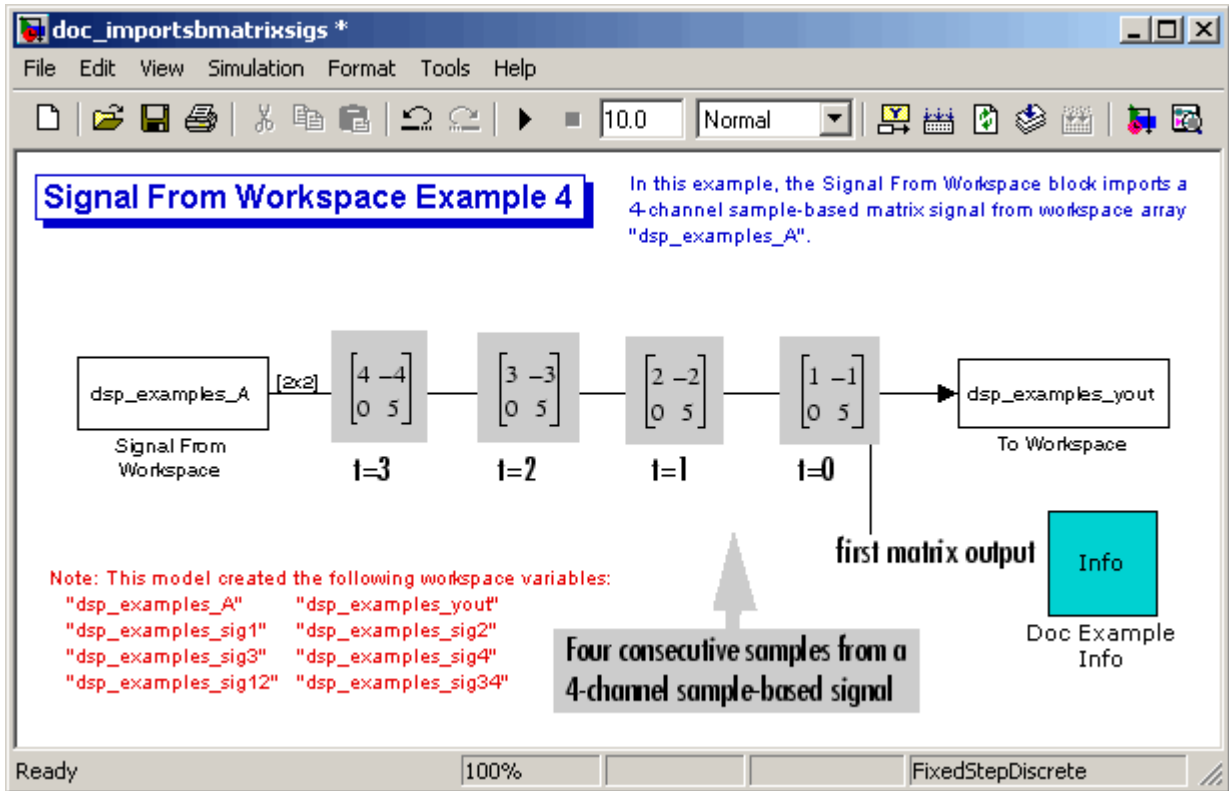 doc_importsbmatrixsigs *
File Edit View Simulation Format Tools Help
10.0 Normal
Signal From Workspace Example 4
In this example, the Signal From Workspace block imports a
4-channel sample-based matrix signal from workspace array
"dsp_examples_A".
dsp_examples_A
[2x2]
4 -4
0 5
3 -3
0 5
2 -2
0 5
1 -1
0 5
dsp_examples_yout
Signal From
Workspace
t=3
t=2
t=1
t=0
To Workspace
first matrix output
Info
Doc Example
Info
Note: This model created the following workspace variables:
"dsp_examples_A" "dsp_examples_yout"
"dsp_examples_sig1" "dsp_examples_sig2"
"dsp_examples_sig3" "dsp_examples_sig4"
"dsp_examples_sig12" "dsp_examples_sig34"
Four consecutive samples from a
4-channel sample-based signal
Ready 100% FixedStepDiscrete